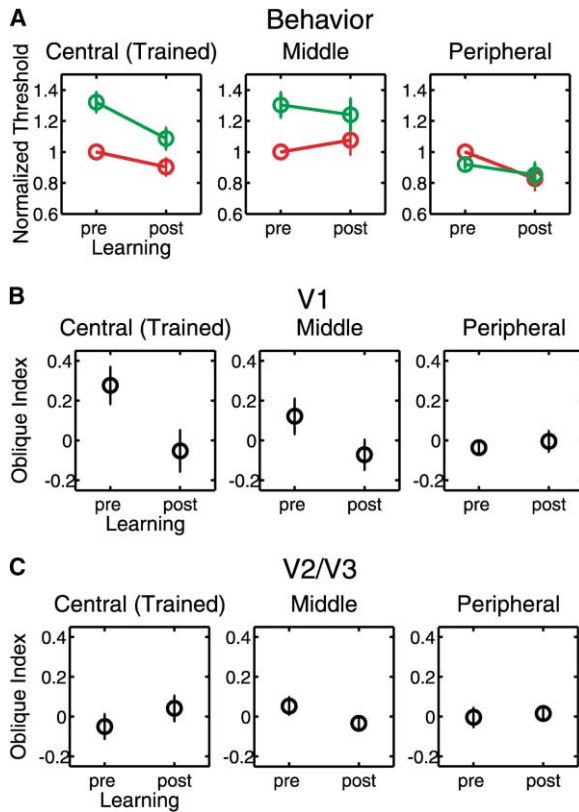 A
Behavior
Central (Trained) Middle Peripheral
Normalized Threshold
1.4 1.4 1.4
1.2 1.2 1.2
1 1 1
0.8 0.8 0.8
0.6 0.6 0.6
pre post pre post pre post
Learning
B
V1
Central (Trained) Middle Peripheral
Oblique Index
0.4 0.4 0.4
0.2 0.2 0.2
0 0 0
-0.2 -0.2 -0.2
pre post pre post pre post
Learning
C
V2/V3
Central (Trained) Middle Peripheral
Oblique Index
0.4 0.4 0.4
0.2 0.2 0.2
0 0 0
-0.2 -0.2 -0.2
pre post pre post pre post
Learning